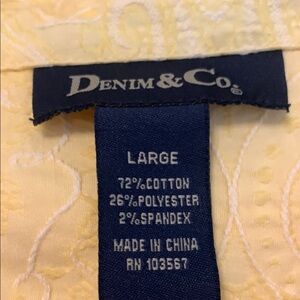 DENIM & CO.®
LARGE
72%COTTON
26%POLYESTER
2%SPANDEX
MADE IN CHINA
RN 103567